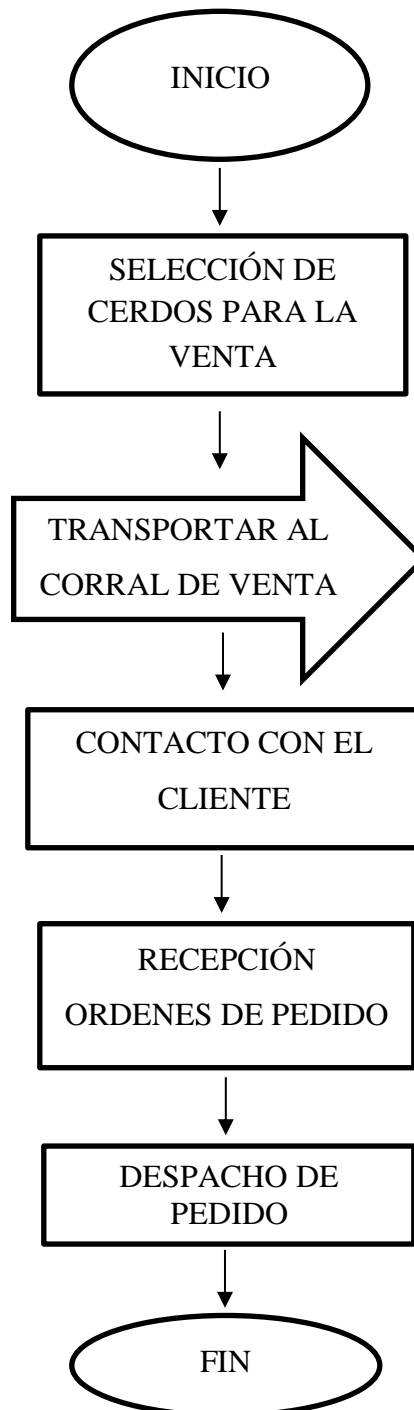 INICIO
SELECCIÓN DE
CERDOS PARA LA
VENTA
TRANSPORTAR AL
CORRAL DE VENTA
CONTACTO CON EL
CLIENTE
RECEPCIÓN
ORDENES DE PEDIDO
DESPACHO DE
PEDIDO
FIN